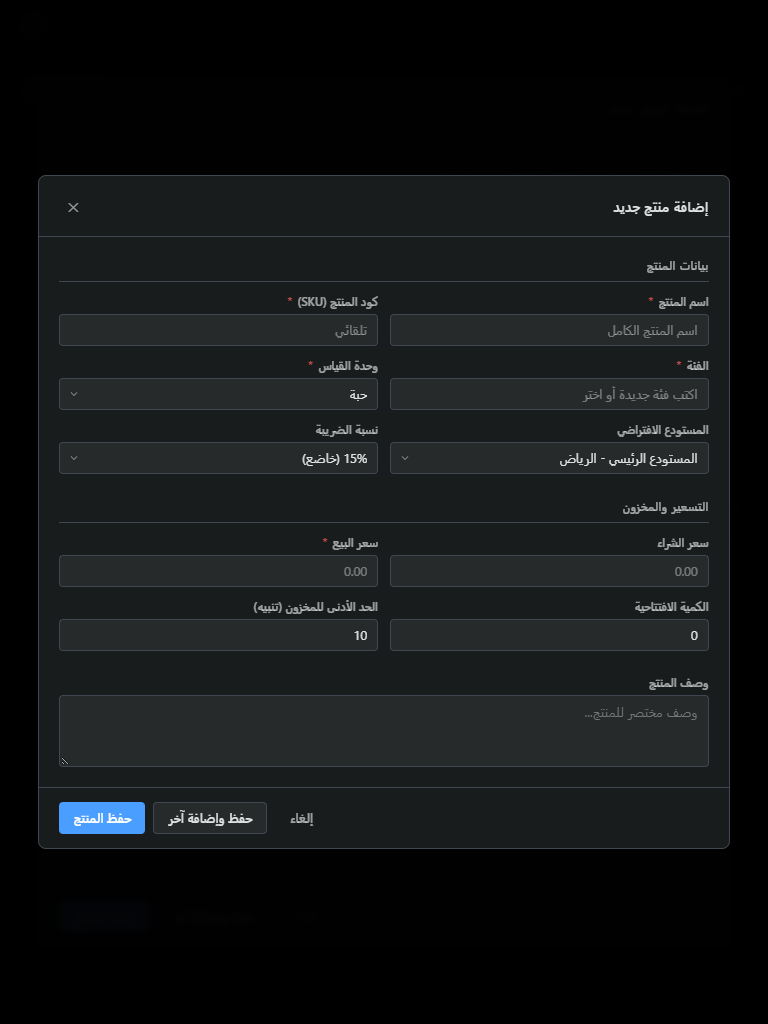 إضافة منتج جديد
بيانات المنتج
اسم المنتج *
كود المنتج (SKU) *
اسم المنتج الكامل
تلقائي
الفئة *
وحدة القياس *
اكتب فئة جديدة أو اختر
حبة
المستودع الافتراضي
نسبة الضريبة
المستودع الرئيسي - الرياض
15% (خاضع)
التسعير والمخزون
سعر الشراء
سعر البيع *
0.00
0.00
الكمية الافتتاحية
الحد الأدنى للمخزون (تنبيه)
0
10
وصف المنتج
وصف مختصر للمنتج...
إلغاء
حفظ وإضافة آخر
حفظ المنتج